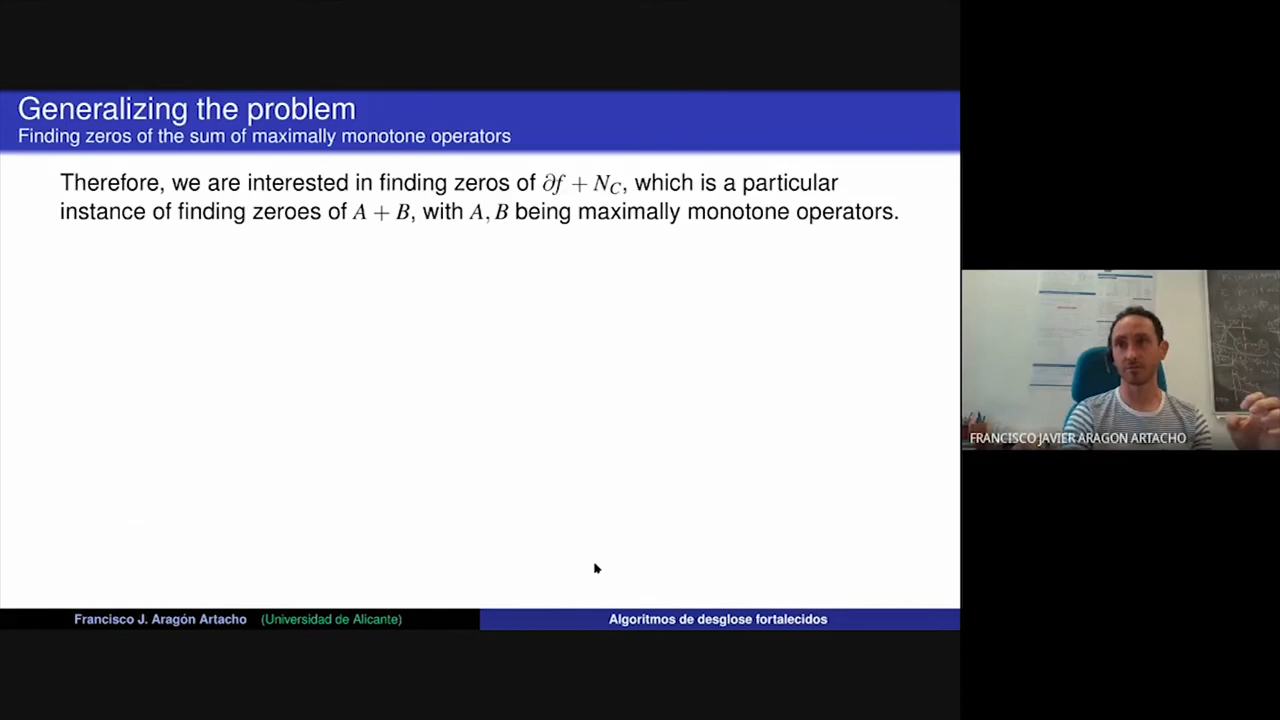 Generalizing the problem
Finding zeros of the sum of maximally monotone operators
Therefore, we are interested in finding zeros of ∂f + N_C, which is a particular
instance of finding zeroes of A + B, with A, B being maximally monotone operators.
FRANCISCO JAVIER ARAGON ARTACHO
Francisco J. Aragón Artacho (Universidad de Alicante)
Algoritmos de desglose fortalecidos